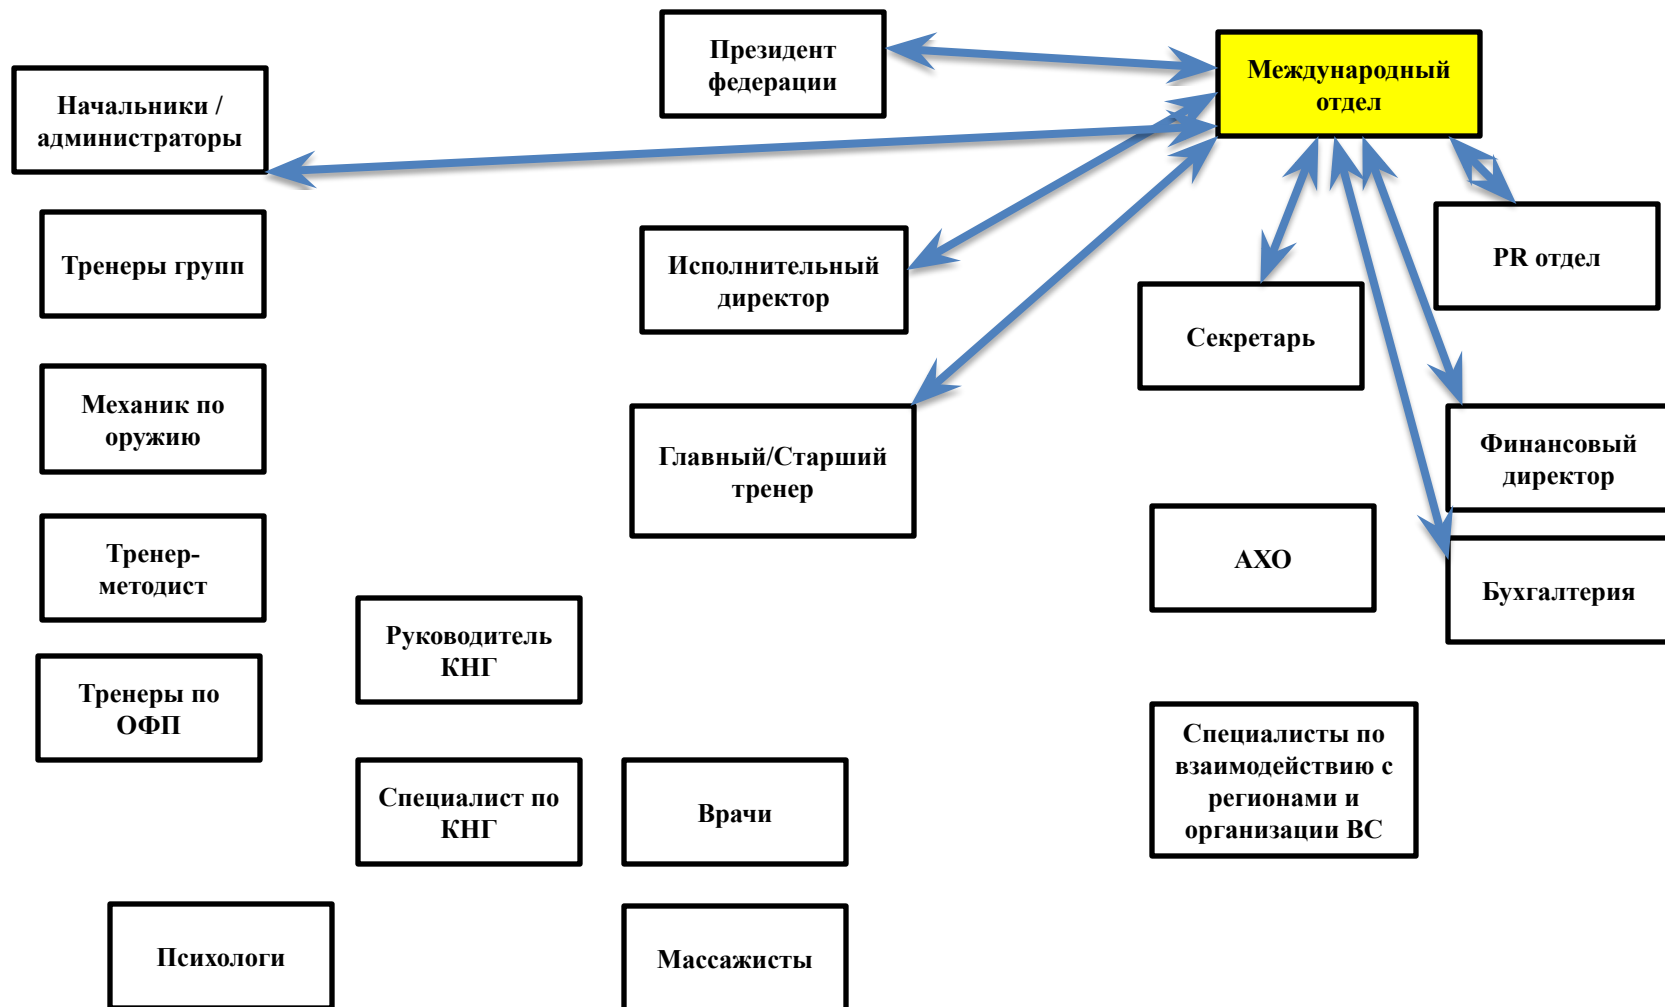 Президент
федерации
Международный
отдел
Начальники /
администраторы
Тренеры групп
Исполнительный
директор
PR отдел
Секретарь
Механик по
оружию
Главный/Старший
тренер
Финансовый
директор
Тренер-
методист
АХО
Бухгалтерия
Руководитель
КНГ
Тренеры по
ОФП
Специалисты по
взаимодействию с
регионами и
организации ВС
Специалист по
КНГ
Врачи
Психологи
Массажисты